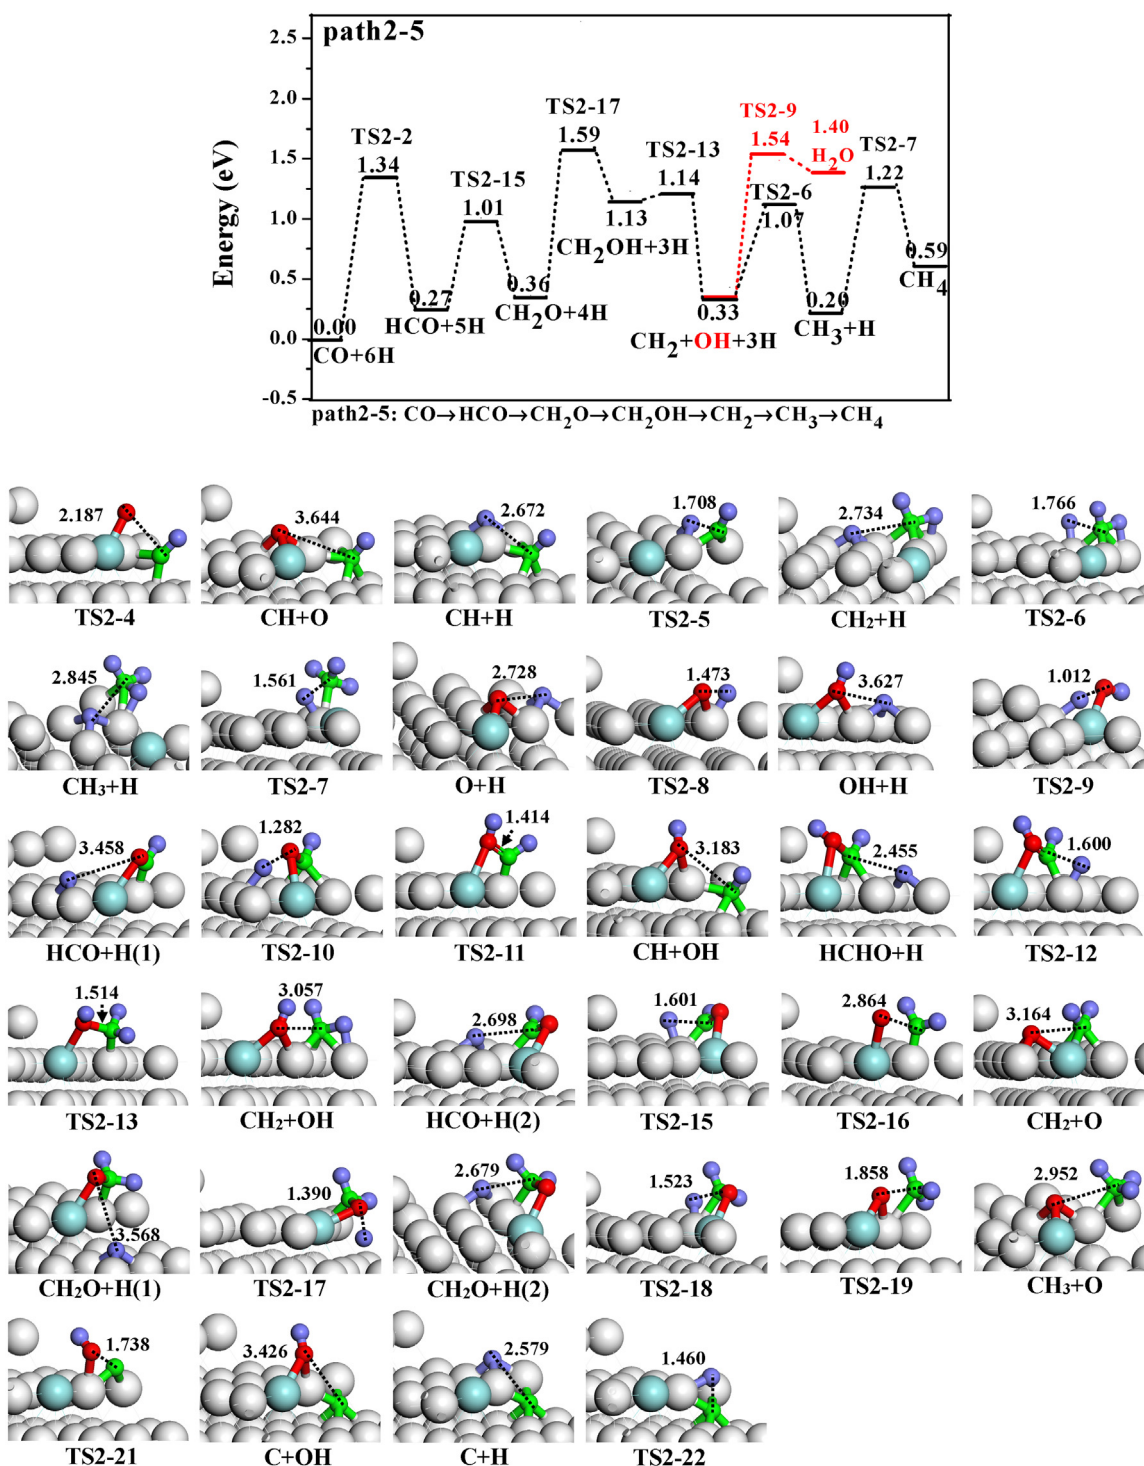 path2-5
Energy (eV)
2.5
2.0
1.5
1.0
0.5
0.0
-0.5
TS2-2
1.34
TS2-15
1.01
TS2-17
1.59
TS2-13
1.14
TS2-9
1.54
1.40
H₂O
TS2-7
1.22
TS2-6
1.07
1.13
CH₂OH+3H
0.00
CO+6H
0.27
HCO+5H
0.36
CH₂O+4H
0.33
CH₂+OH+3H
0.20
CH₃+H
0.59
CH₄
path2-5: CO→HCO→CH₂O→CH₂OH→CH₂→CH₃→CH₄
2.187 3.644 2.672 1.708 2.734 1.766
TS2-4 CH+O CH+H TS2-5 CH₂+H TS2-6
2.845 1.561 2.728 1.473 3.627 1.012
CH₃+H TS2-7 O+H TS2-8 OH+H TS2-9
3.458 1.282 1.414 3.183 2.455 1.600
HCO+H(1) TS2-10 TS2-11 CH+OH HCHO+H TS2-12
1.514 3.057 2.698 1.601 2.864 3.164
TS2-13 CH₂+OH HCO+H(2) TS2-15 TS2-16 CH₂+O
3.568 1.390 2.679 1.523 1.858 2.952
CH₂O+H(1) TS2-17 CH₂O+H(2) TS2-18 TS2-19 CH₃+O
1.738 3.426 2.579 1.460
TS2-21 C+OH C+H TS2-22